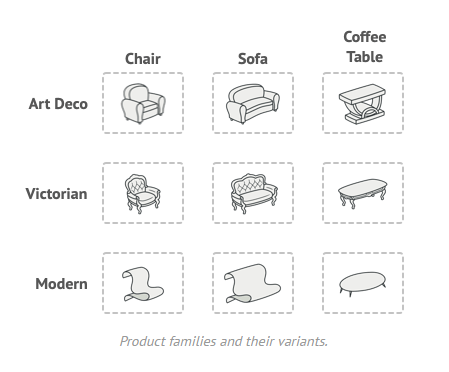 Chair
Sofa
Coffee
Table
Art Deco
Victorian
Modern
Product families and their variants.